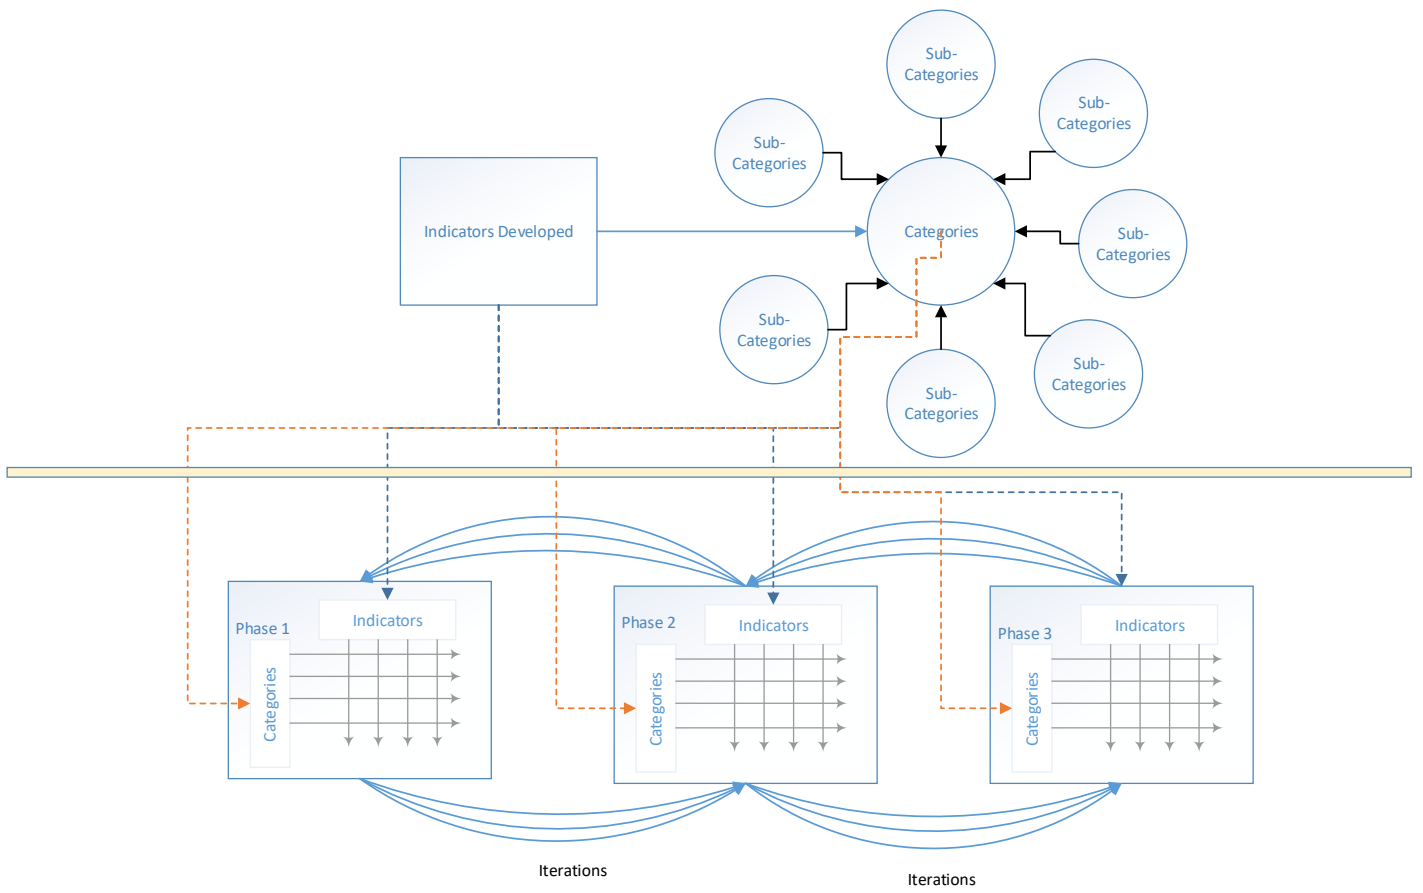 Sub-
Categories
Sub-
Categories
Sub-
Categories
Indicators Developed
Categories
Sub-
Categories
Sub-
Categories
Sub-
Categories
Sub-
Categories
Phase 1
Indicators
Categories
Phase 2
Indicators
Categories
Phase 3
Indicators
Categories
Iterations
Iterations